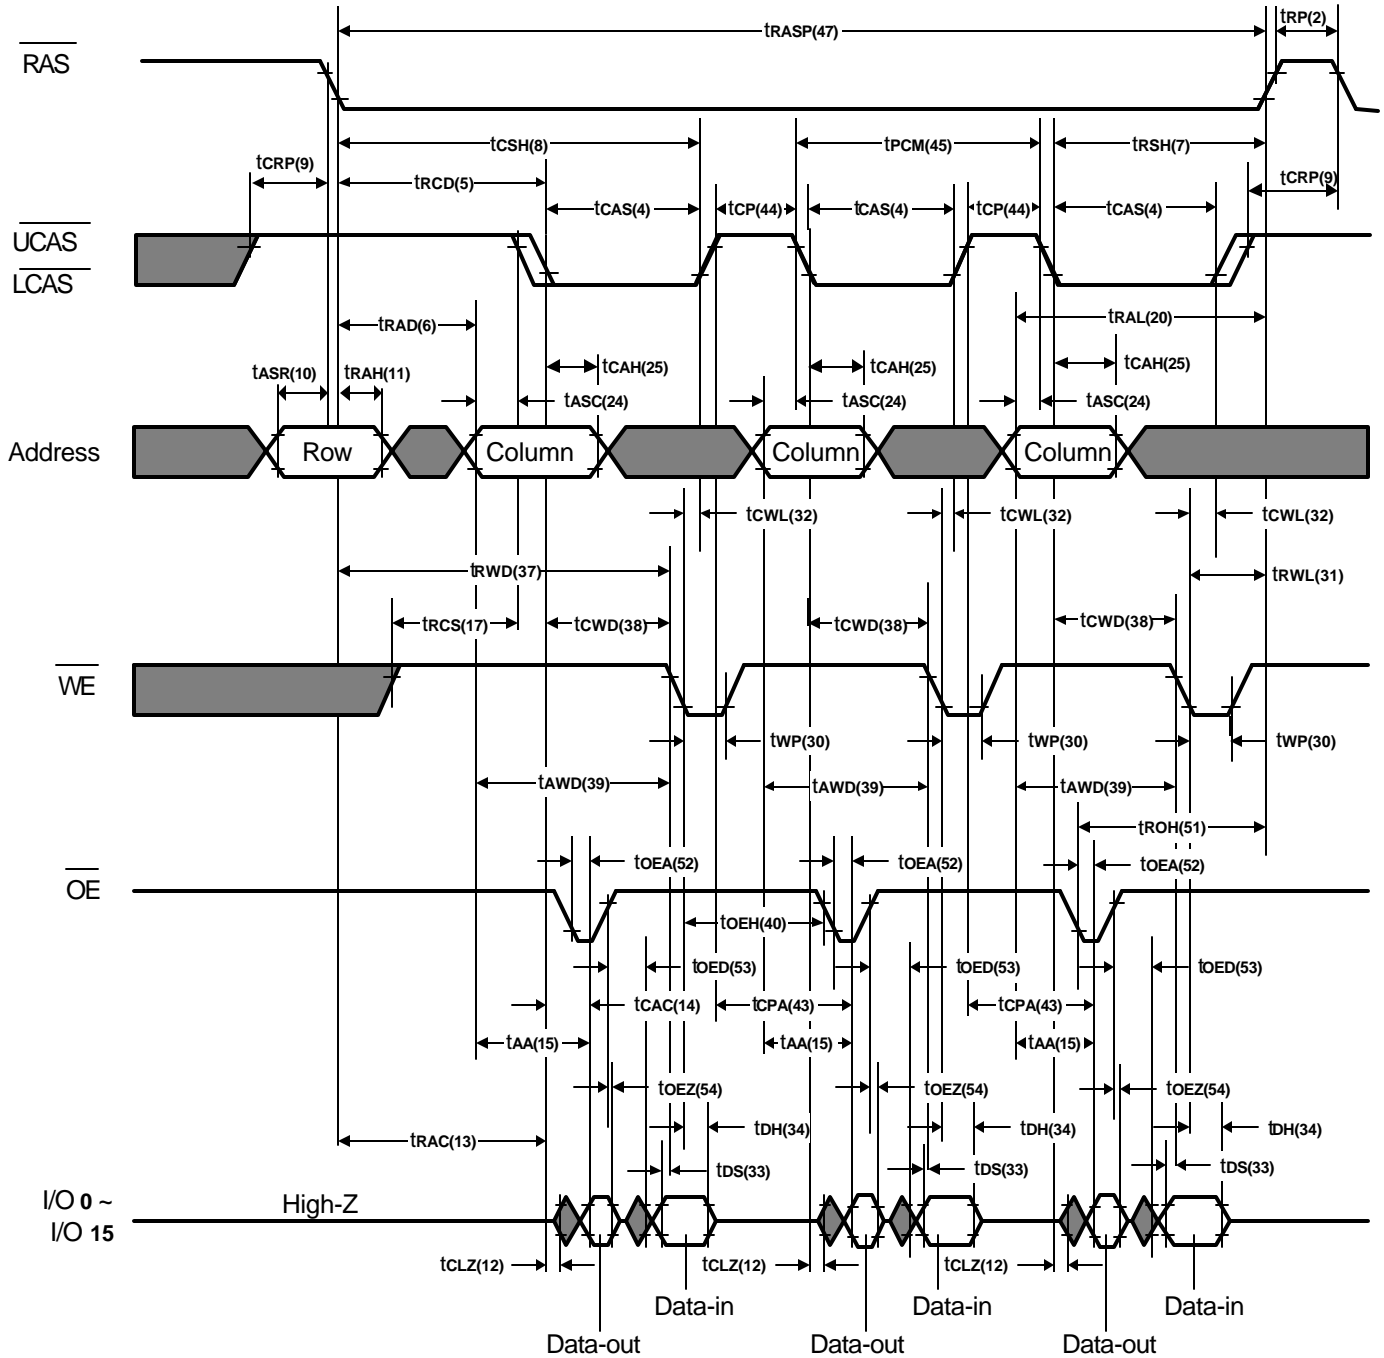 tRASP(47) tRP(2)
RAS
tCSH(8) tPCM(45) tRSH(7)
tCRP(9) tRCD(5) tCRP(9)
tCAS(4) tCP(44) tCAS(4) tCP(44) tCAS(4)
UCAS
LCAS
tRAD(6) tRAL(20)
tASR(10) tRAH(11) tCAH(25) tCAH(25) tCAH(25)
tASC(24) tASC(24) tASC(24)
Address Row Column Column Column
tCWL(32) tCWL(32) tCWL(32)
tRWD(37) tRWL(31)
tRCS(17) tCWD(38) tCWD(38) tCWD(38)
WE
tWP(30) tWP(30) tWP(30)
tAWD(39) tAWD(39) tAWD(39)
tROH(51)
tOEA(52) tOEA(52) tOEA(52)
OE
tOEH(40)
tOED(53) tOED(53) tOED(53)
tCAC(14) tCPA(43) tCPA(43)
tAA(15) tAA(15) tAA(15)
tOEZ(54) tOEZ(54) tOEZ(54)
tRAC(13) tDH(34) tDH(34) tDH(34)
tDS(33) tDS(33) tDS(33)
I/O 0 ~ High-Z
I/O 15
tCLZ(12) tCLZ(12) tCLZ(12)
Data-in Data-in Data-in
Data-out Data-out Data-out